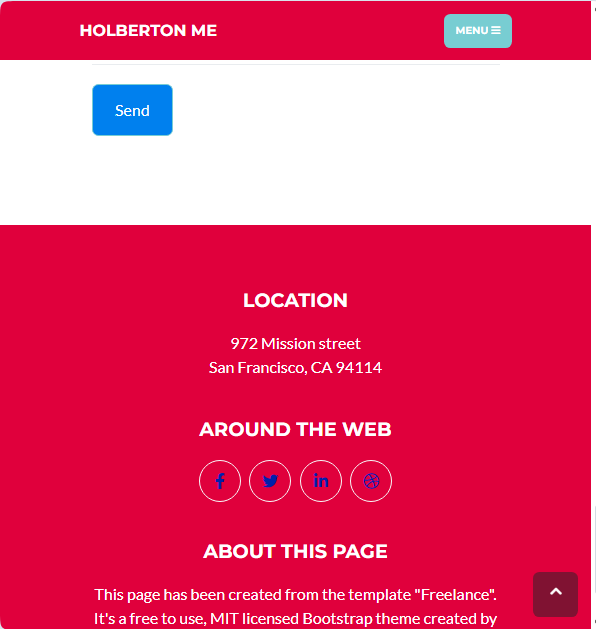 HOLBERTON ME
MENU
Send
LOCATION
972 Mission street
San Francisco, CA 94114
AROUND THE WEB
ABOUT THIS PAGE
This page has been created from the template "Freelance".
It's a free to use, MIT licensed Bootstrap theme created by